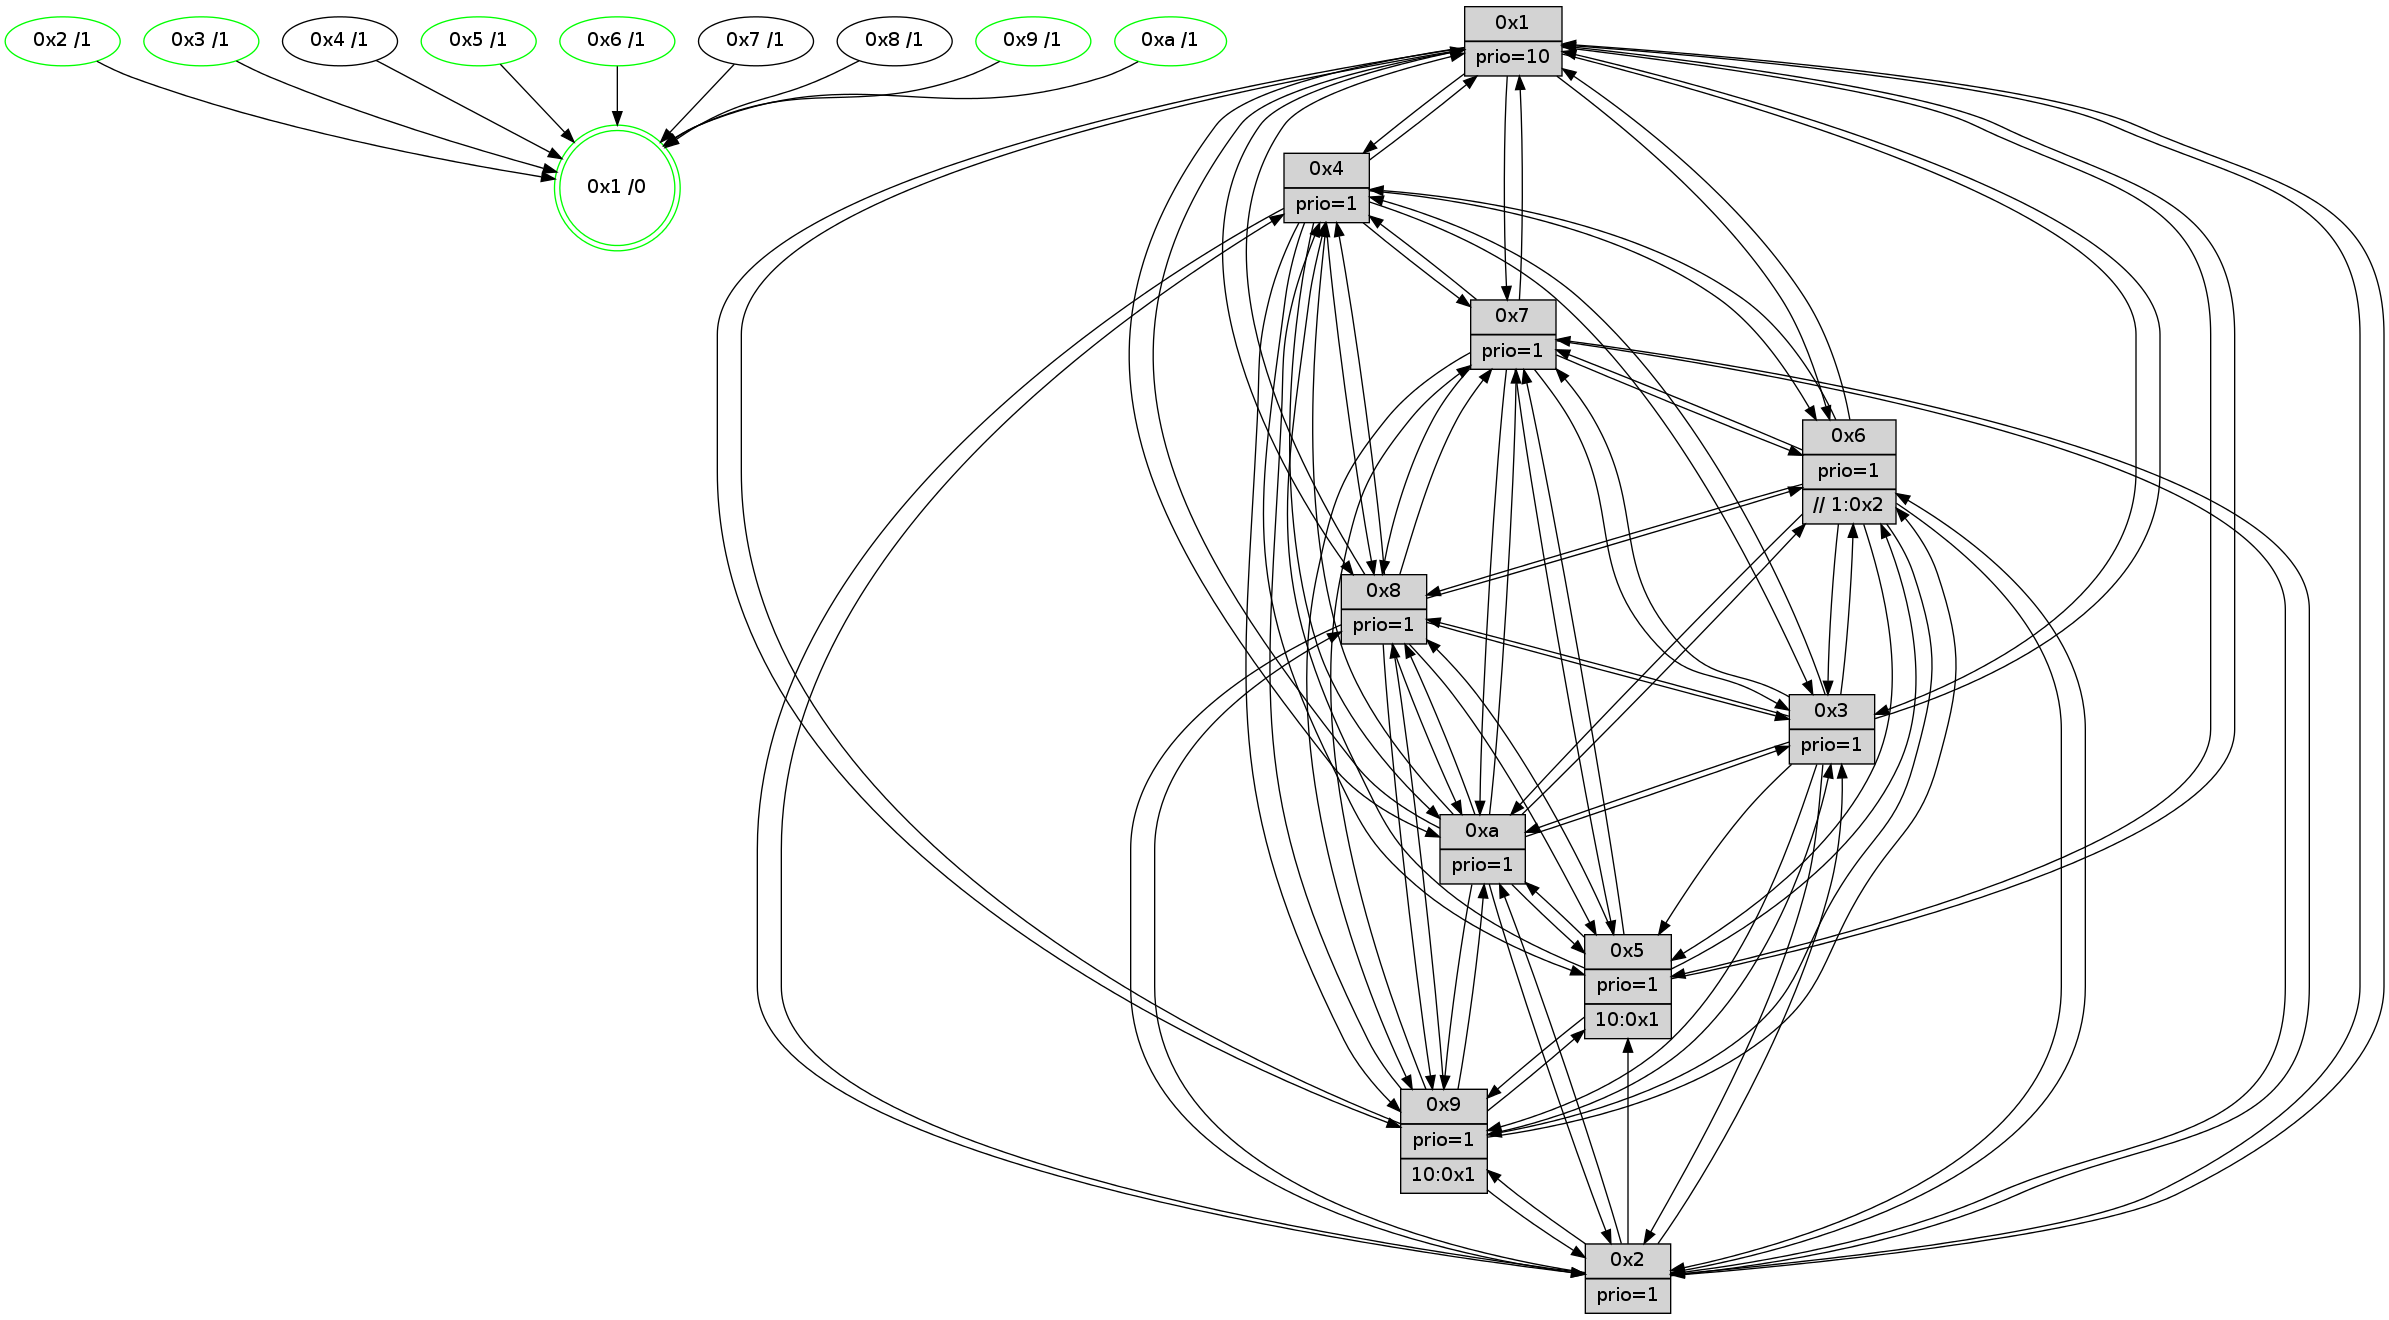 0x2 /1
0x3 /1
0x4 /1
0x5 /1
0x6 /1
0x7 /1
0x8 /1
0x9 /1
0xa /1
0x1 /0
0x1
prio=10
0x4
prio=1
0x7
prio=1
0x6
prio=1
// 1:0x2
0x8
prio=1
0x3
prio=1
0xa
prio=1
0x5
prio=1
10:0x1
0x9
prio=1
10:0x1
0x2
prio=1